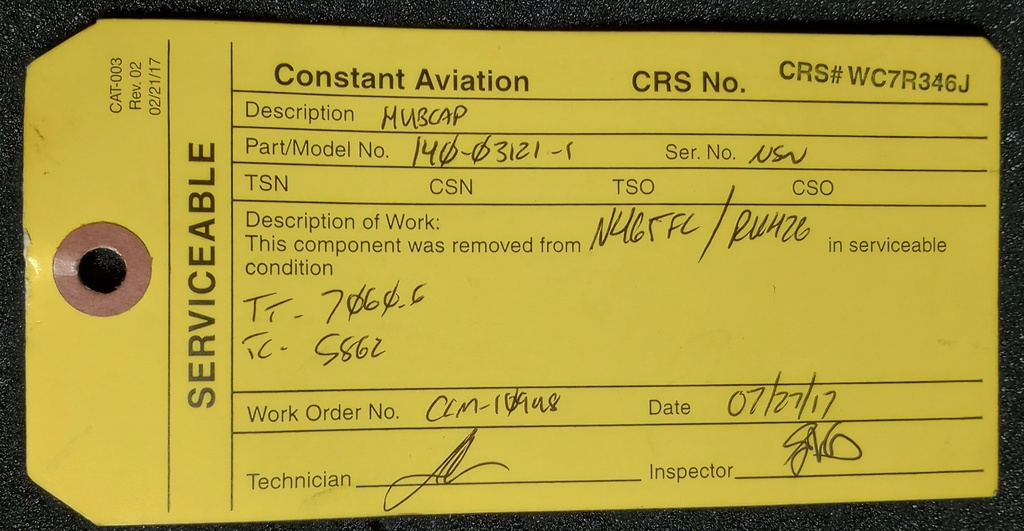 CAT-003
Rev. 02
02/21/17
SERVICEABLE
Constant Aviation CRS No. CRS# WC7R346J
Description HUBCAP
Part/Model No. 140-03121-1 Ser. No. NSN
TSN CSN TSO CSO
Description of Work:
This component was removed from / in serviceable
condition
TT- 7060.6
TC- 5862
Work Order No. Date 07/27/17
Technician Inspector